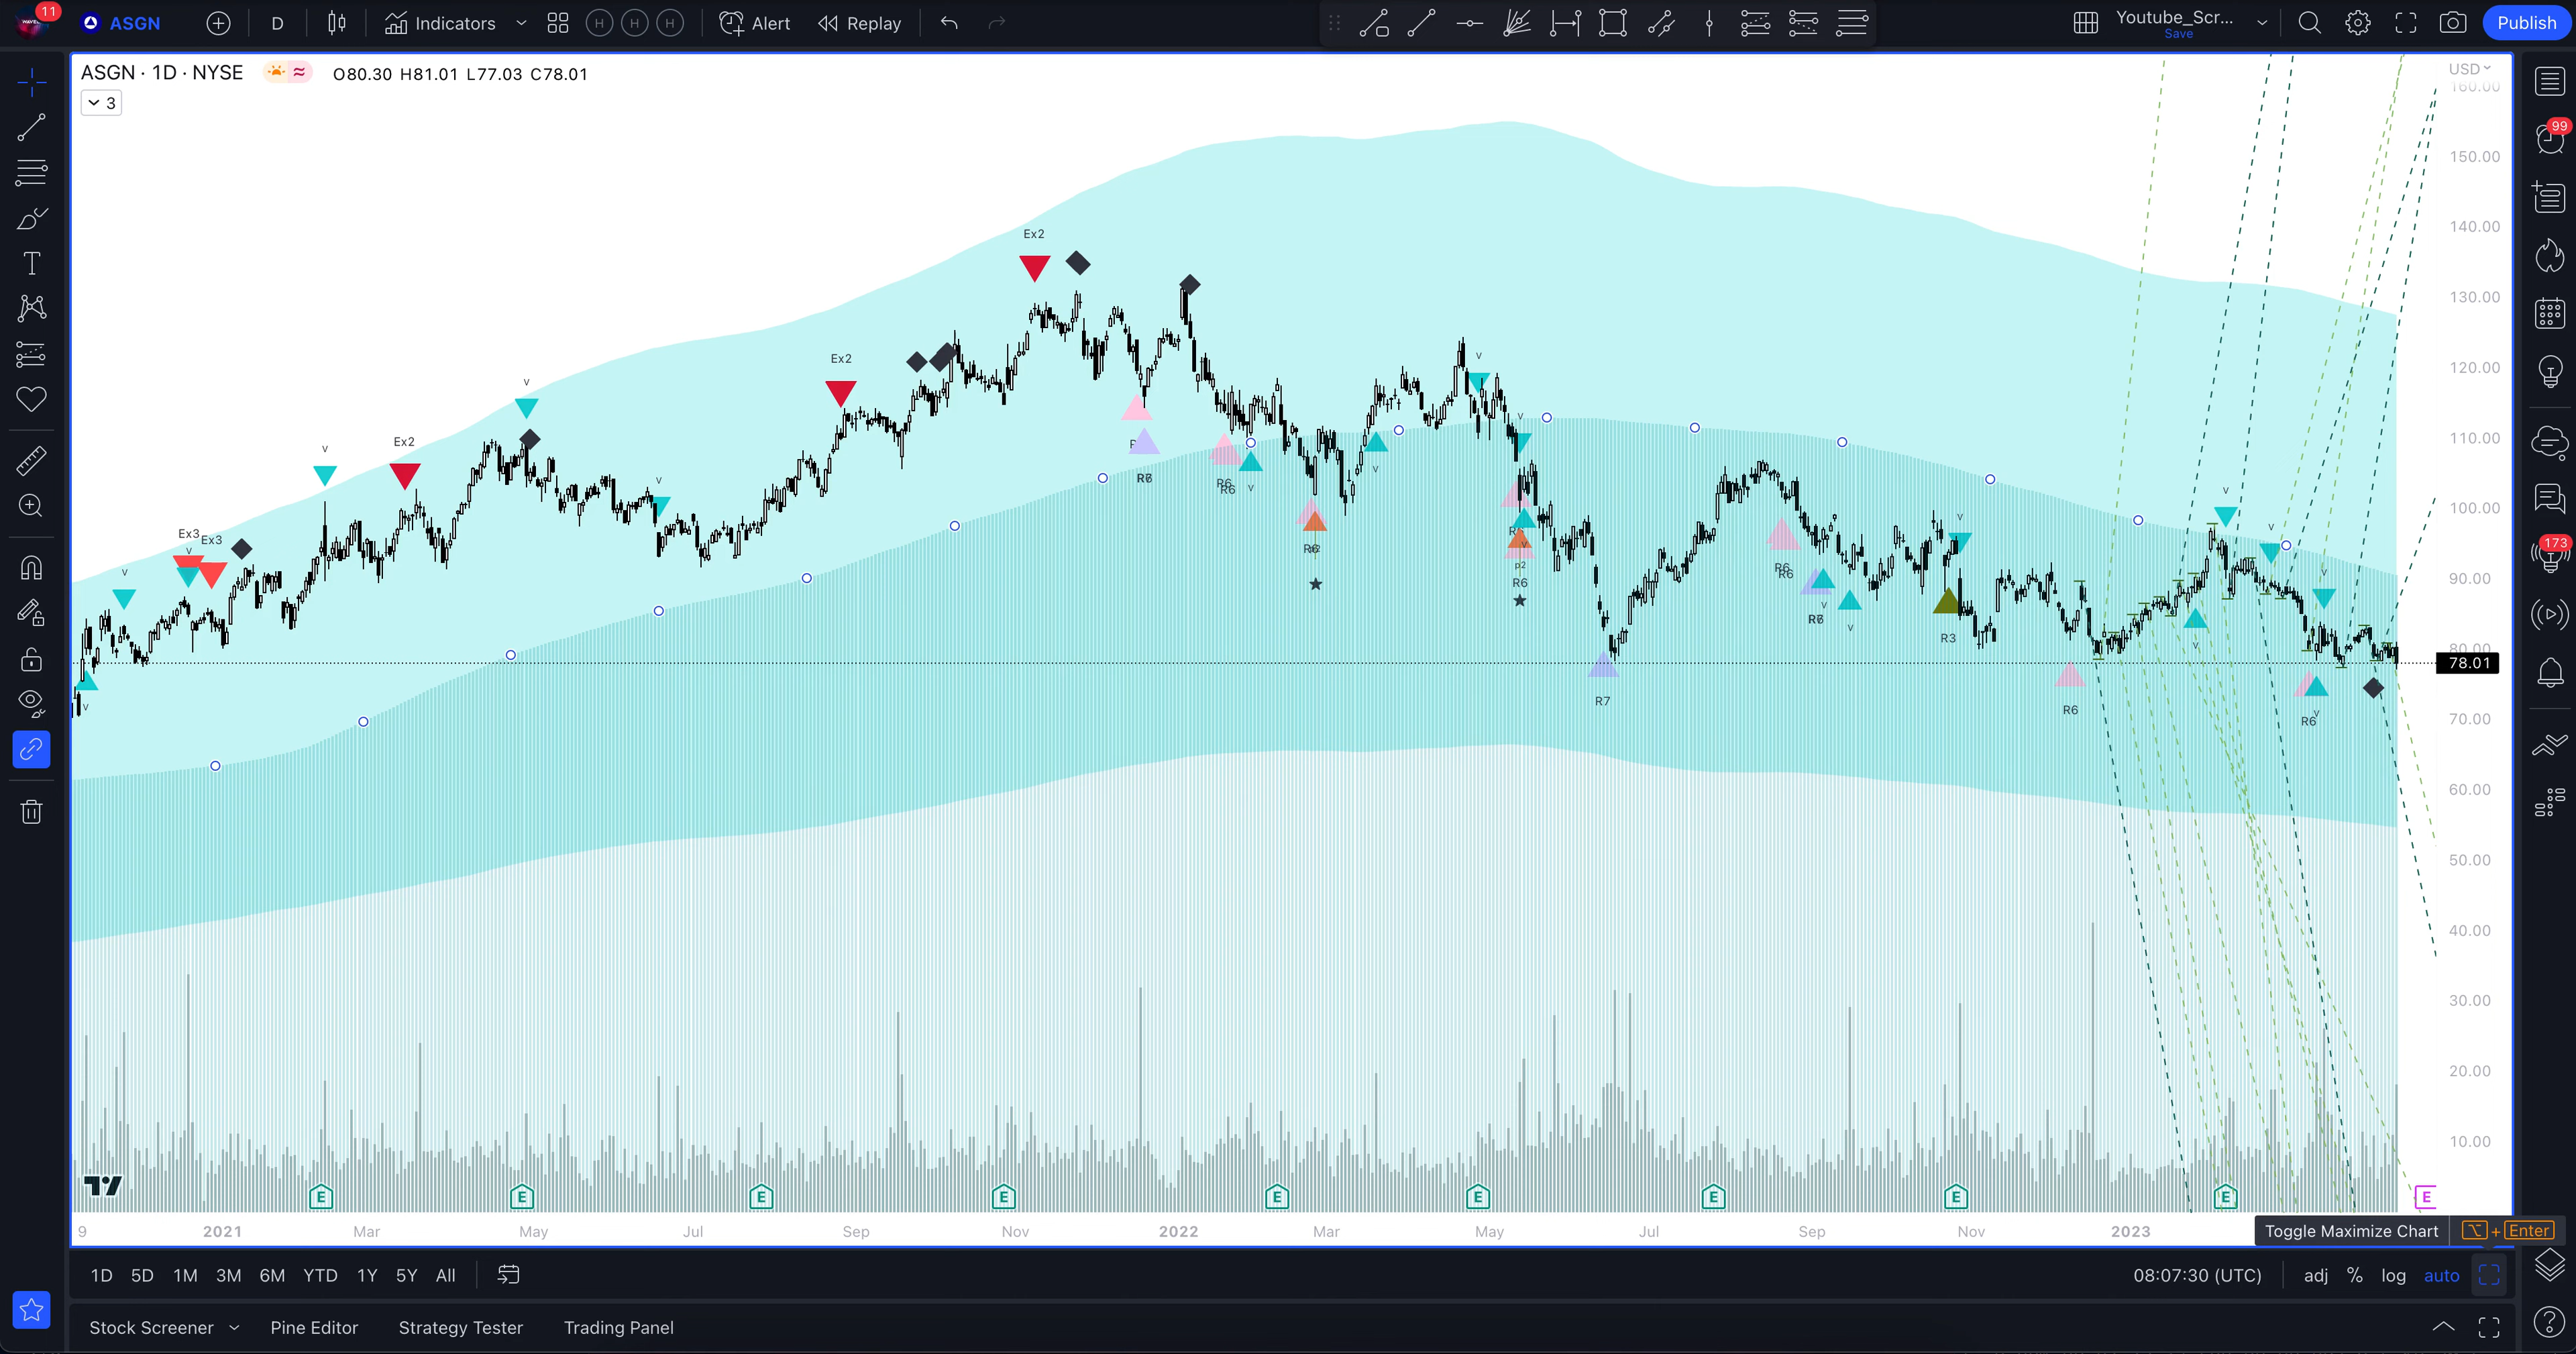 11
ASGN
D
Indicators
H H H
Alert
Replay
Youtube_Scr...
Save
Publish
ASGN · 1D · NYSE
O80.30 H81.01 L77.03 C78.01
3
USD
160.00
150.00
140.00
130.00
120.00
110.00
100.00
90.00
80.00
78.01
70.00
60.00
50.00
40.00
30.00
20.00
10.00
99
173
Ex2
Ex2
v
Ex2
v
v
v
Ex3
Ex3
v
v
v
R6
v
R6
R6
v
v
v
p2
R6
R6
R6
v
v
R7
R3
v
R6
v
v
v
v
R6
v
E E E E E E E E E E
9 2021 Mar May Jul Sep Nov 2022 Mar May Jul Sep Nov 2023
Toggle Maximize Chart ⌥ + Enter
1D 5D 1M 3M 6M YTD 1Y 5Y All
08:07:30 (UTC) adj % log auto
Stock Screener Pine Editor Strategy Tester Trading Panel